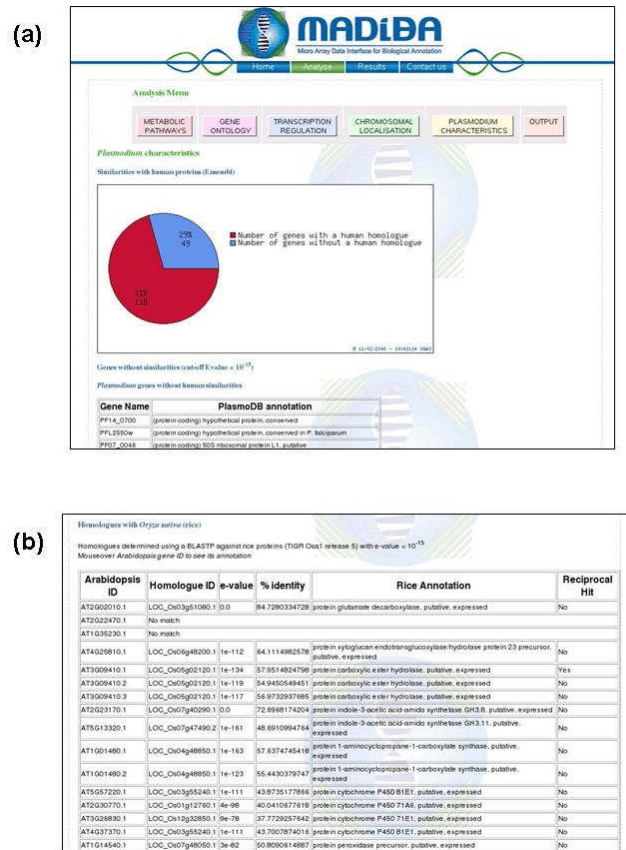 (a)
MADIBA
Micro Array Data Interface for Biological Annotation
Home Analyse Results Contact us
Analysis Menu
METABOLIC PATHWAYS GENE ONTOLOGY TRANSCRIPTION REGULATION CHROMOSOMAL LOCALISATION PLASMODIUM CHARACTERISTICS OUTPUT
Plasmodium characteristics
Similarities with human proteins (Ensembl)
29%
49
71%
118
Number of genes with a human homologue
Number of genes without a human homologue
Genes without similarities (cut-off Evalue = 10-15)
Plasmodium genes without human similarities
Gene Name PlasmoDB annotation
PF14_0700 (protein coding) hypothetical protein, conserved
PFL2550w (protein coding) hypothetical protein, conserved in P. falciparum
PF07_0046 (protein coding) 50S ribosomal protein L1, putative
(b)
Homologues with Oryza sativa (rice)
Homologues determined using a BLASTP against rice proteins (TIGR Osa1 release 5) with e-value < 10-15
Mouseover Arabidopsis gene ID to see its annotation
Arabidopsis ID Homologue ID e-value % identity Rice Annotation Reciprocal Hit
AT2G02010.1 LOC_Os03g51080.1 0.0 84.7280334728 protein glutamate decarboxylase, putative, expressed No
AT2G22470.1 No match
AT1G35230.1 No match
AT4G25810.1 LOC_Os06g48200.1 1e-112 64.1114982578 protein xyloglucan endotransglucosylase/hydrolase protein 23 precursor, putative, expressed No
AT3G09410.1 LOC_Os05g02120.1 1e-134 57.9514824798 protein carboxylic ester hydrolase, putative, expressed Yes
AT3G09410.2 LOC_Os05g02120.1 1e-119 54.9450549451 protein carboxylic ester hydrolase, putative, expressed No
AT3G09410.3 LOC_Os05g02120.1 1e-117 56.9732937685 protein carboxylic ester hydrolase, putative, expressed No
AT2G23170.1 LOC_Os07g40290.1 0.0 72.6968174204 protein indole-3-acetic acid-amido synthetase GH3.8, putative, expressed No
AT5G13320.1 LOC_Os07g47490.2 1e-161 48.6910994764 protein indole-3-acetic acid-amido synthetase GH3.11, putative, expressed No
AT1G01480.1 LOC_Os04g48850.1 1e-163 57.6374745418 protein 1-aminocyclopropane-1-carboxylate synthase, putative, expressed No
AT1G01480.2 LOC_Os04g48850.1 1e-123 55.4430379747 protein 1-aminocyclopropane-1-carboxylate synthase, putative, expressed No
AT5G57220.1 LOC_Os03g55240.1 1e-111 43.8735177866 protein cytochrome P450 81E1, putative, expressed No
AT2G30770.1 LOC_Os01g12760.1 4e-98 40.0410677618 protein cytochrome P450 71A6, putative, expressed No
AT3G26830.1 LOC_Os12g32850.1 9e-78 37.7729257642 protein cytochrome P450 71E1, putative, expressed No
AT4G37370.1 LOC_Os03g55240.1 1e-111 43.7007874016 protein cytochrome P450 81E1, putative, expressed No
AT1G14540.1 LOC_Os07g48050.1 3e-82 50.8090614887 protein peroxidase precursor, putative, expressed No